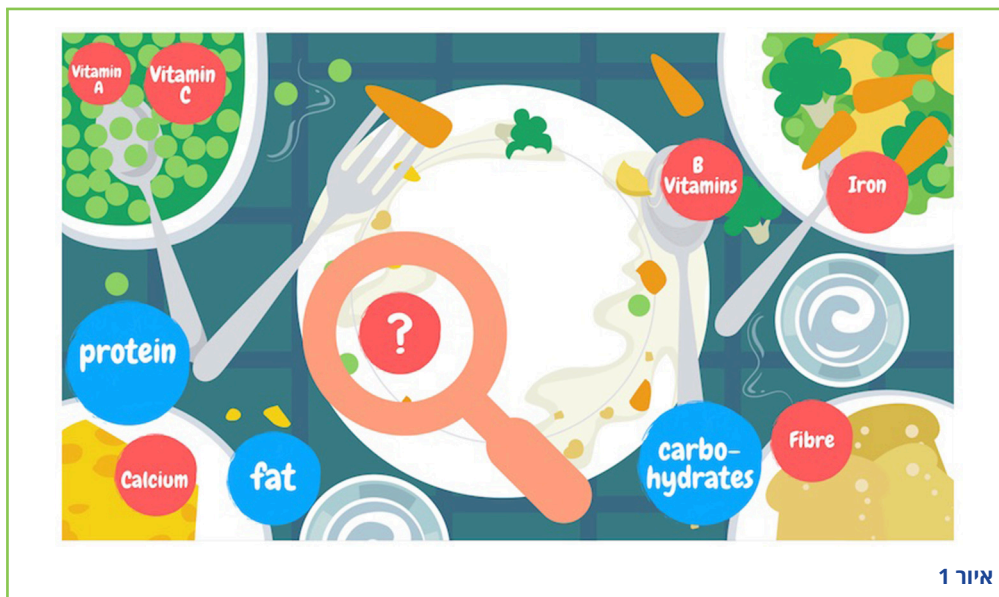 Vitamin
A
Vitamin
C
B
Vitamins
Iron
?
protein
Calcium
fat
carbo-
hydrates
Fibre
איור 1